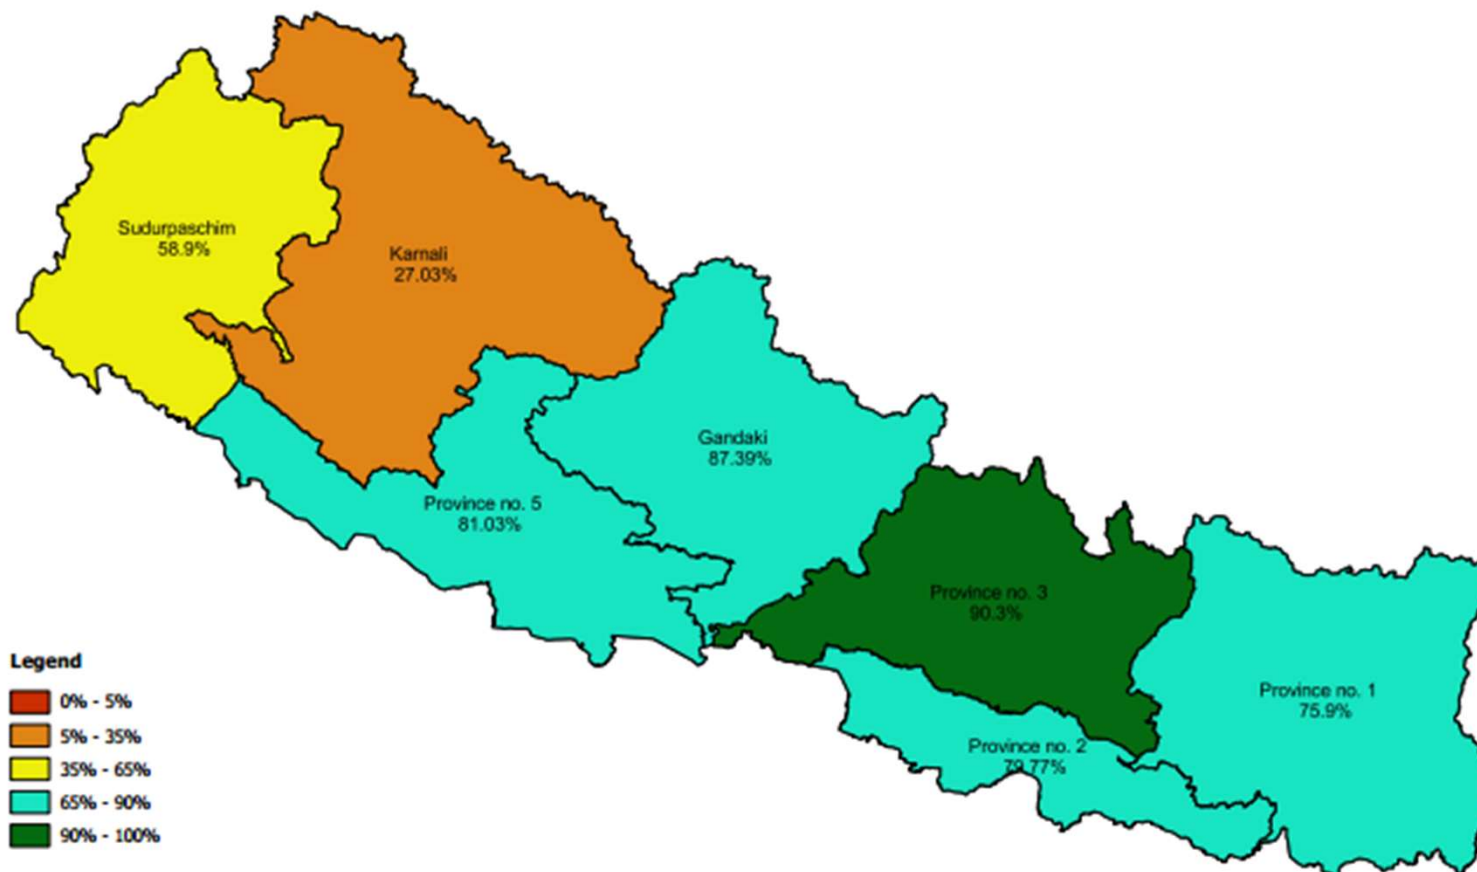 Sudurpaschim
58.9%
Karnali
27.03%
Gandaki
87.39%
Province no. 5
81.03%
Province no. 3
90.3%
Province no. 1
75.9%
Province no. 2
79.77%
Legend
0% - 5%
5% - 35%
35% - 65%
65% - 90%
90% - 100%